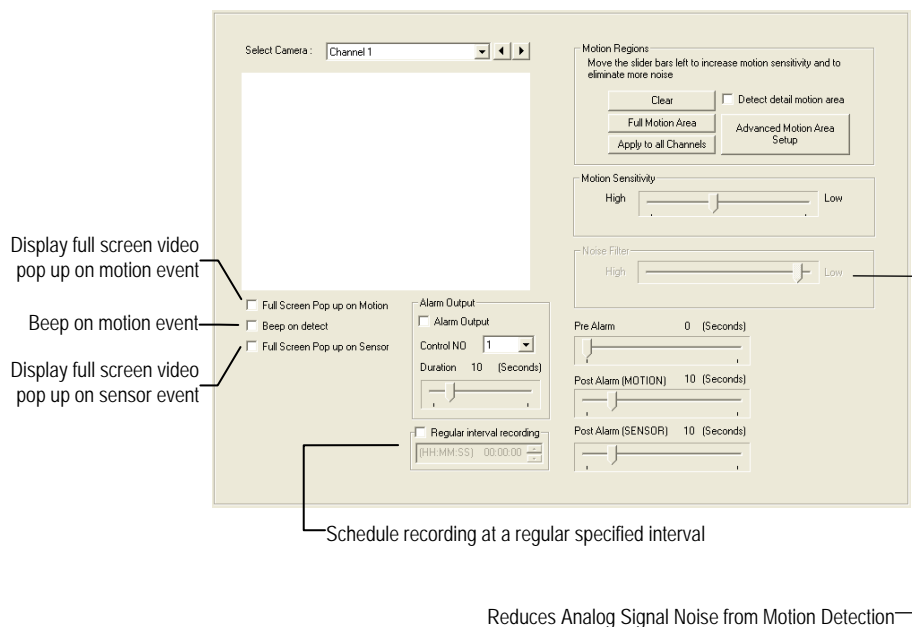 Select Camera : Channel 1
Motion Regions
Move the slider bars left to increase motion sensitivity and to
eliminate more noise
Clear
Detect detail motion area
Full Motion Area
Advanced Motion Area
Setup
Apply to all Channels
Motion Sensitivity
High Low
Noise Filter
High Low
Display full screen video
pop up on motion event
Beep on motion event
Display full screen video
pop up on sensor event
Full Screen Pop up on Motion
Beep on detect
Full Screen Pop up on Sensor
Alarm Output
Alarm Output
Control NO 1
Duration 10 (Seconds)
Regular interval recording
(HH:MM:SS) 00:00:00
Pre Alarm 0 (Seconds)
Post Alarm (MOTION) 10 (Seconds)
Post Alarm (SENSOR) 10 (Seconds)
Schedule recording at a regular specified interval
Reduces Analog Signal Noise from Motion Detection